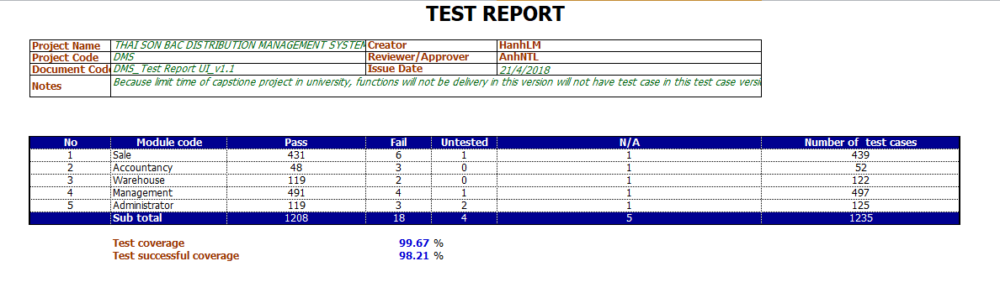 TEST REPORT
Project Name THAI SON BAC DISTRIBUTION MANAGEMENT SYSTEM Creator HanhLM
Project Code DMS Reviewer/Approver AnhNTL
Document Code DMS_Test Report UI_v1.1 Issue Date 21/4/2018
Notes Because limit time of capstione project in university, functions will not be delivery in this version will not have test case in this test case versi
No Module code Pass Fail Untested N/A Number of test cases
1 Sale 431 6 1 1 439
2 Accountancy 48 3 0 1 52
3 Warehouse 119 2 0 1 122
4 Management 491 4 1 1 497
5 Administrator 119 3 2 1 125
Sub total 1208 18 4 5 1235
Test coverage 99.67 %
Test successful coverage 98.21 %